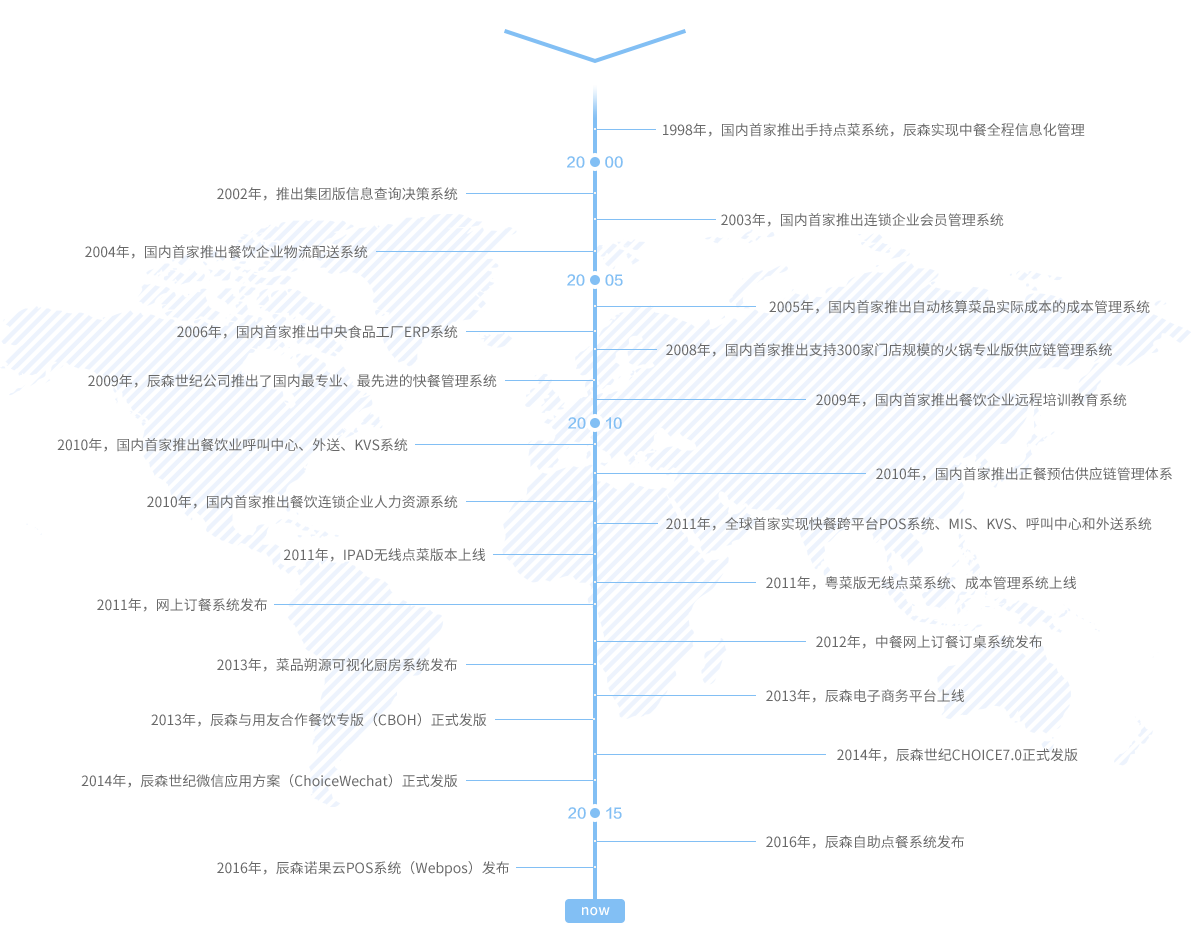 1998年，国内首家推出手持点菜系统，辰森实现中餐全程信息化管理
2000
2002年，推出集团版信息查询决策系统
2003年，国内首家推出连锁企业会员管理系统
2004年，国内首家推出餐饮企业物流配送系统
2005
2005年，国内首家推出自动核算菜品实际成本的成本管理系统
2006年，国内首家推出中央食品工厂ERP系统
2008年，国内首家推出支持300家门店规模的火锅专业版供应链管理系统
2009年，辰森世纪公司推出了国内最专业、最先进的快餐管理系统
2009年，国内首家推出餐饮企业远程培训教育系统
2010
2010年，国内首家推出餐饮业呼叫中心、外送、KVS系统
2010年，国内首家推出正餐预估供应链管理体系
2010年，国内首家推出餐饮连锁企业人力资源系统
2011年，全球首家实现快餐跨平台POS系统、MIS、KVS、呼叫中心和外送系统
2011年，IPAD无线点菜版本上线
2011年，粤菜版无线点菜系统、成本管理系统上线
2011年，网上订餐系统发布
2012年，中餐网上订餐订桌系统发布
2013年，菜品朔源可视化厨房系统发布
2013年，辰森电子商务平台上线
2013年，辰森与用友合作餐饮专版（CBOH）正式发版
2014年，辰森世纪CHOICE7.0正式发版
2014年，辰森世纪微信应用方案（ChoiceWechat）正式发版
2015
2016年，辰森自助点餐系统发布
2016年，辰森诺果云POS系统（Webpos）发布
now